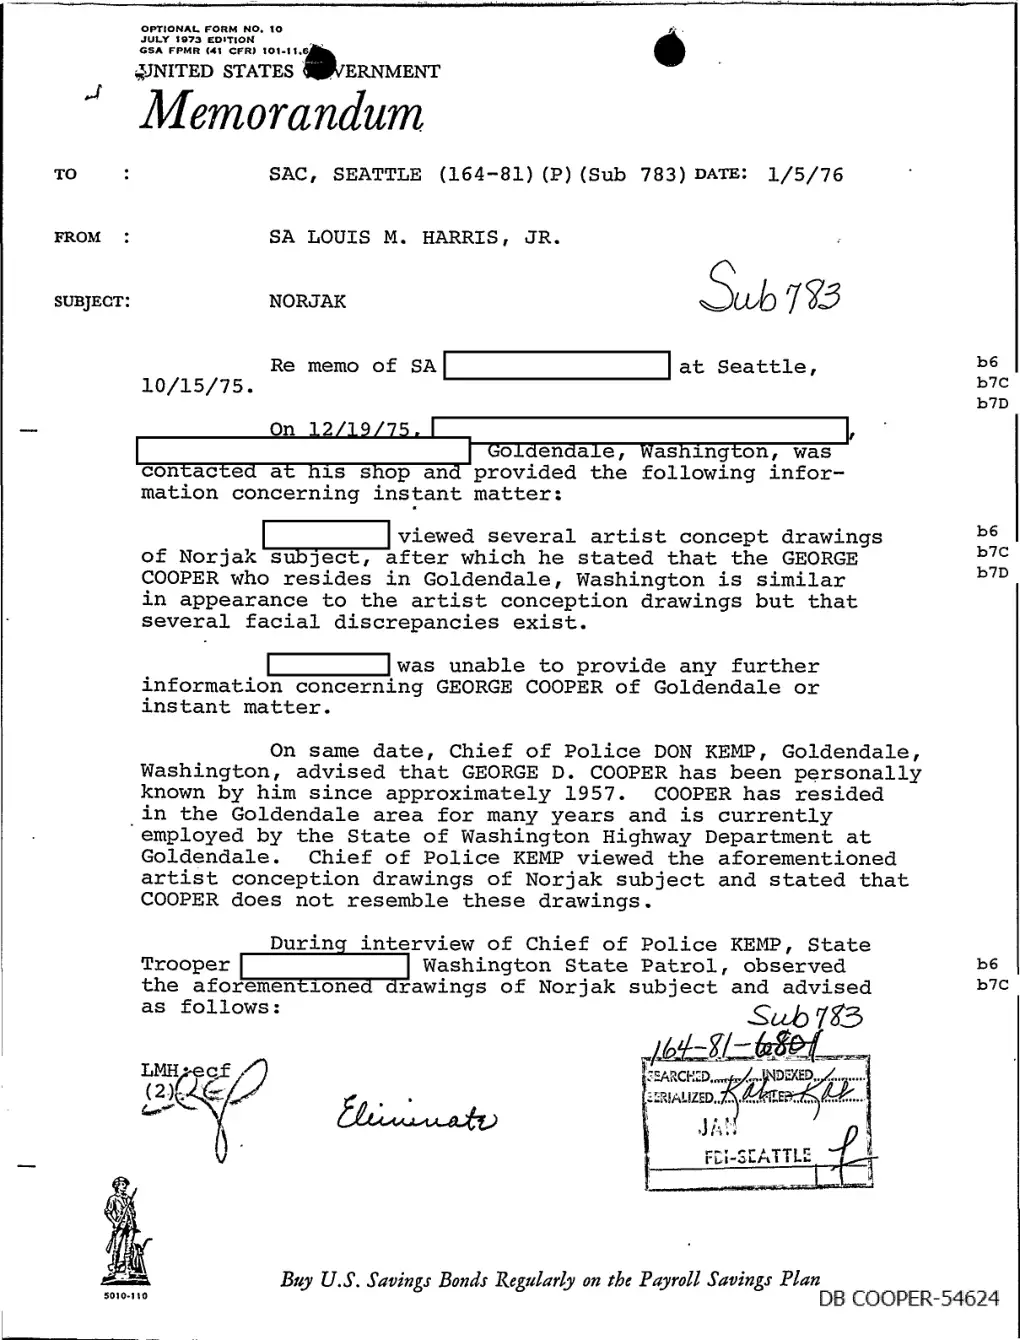 OPTIONAL FORM NO. 10
JULY 1973 EDITION
GSA FPMR (41 CFR) 101-11.6
UNITED STATES VERNMENT
Memorandum
TO : SAC, SEATTLE (164-81) (P) (Sub 783) DATE: 1/5/76
FROM : SA LOUIS M. HARRIS, JR.
SUBJECT: NORJAK
Sub 783
Re memo of SA at Seattle,
10/15/75.
b6
b7C
b7D
On 12/19/75, ,
Goldendale, Washington, was
contacted at his shop and provided the following infor-
mation concerning instant matter:
viewed several artist concept drawings
of Norjak subject, after which he stated that the GEORGE
COOPER who resides in Goldendale, Washington is similar
in appearance to the artist conception drawings but that
several facial discrepancies exist.
b6
b7C
b7D
was unable to provide any further
information concerning GEORGE COOPER of Goldendale or
instant matter.
On same date, Chief of Police DON KEMP, Goldendale,
Washington, advised that GEORGE D. COOPER has been personally
known by him since approximately 1957. COOPER has resided
in the Goldendale area for many years and is currently
employed by the State of Washington Highway Department at
Goldendale. Chief of Police KEMP viewed the aforementioned
artist conception drawings of Norjak subject and stated that
COOPER does not resemble these drawings.
During interview of Chief of Police KEMP, State
Trooper Washington State Patrol, observed
the aforementioned drawings of Norjak subject and advised
as follows:
b6
b7C
Sub 783
164-81-
LMH:ecf
(2)
Eliminate
SEARCHED INDEXED
SERIALIZED FILED
JAN
FBI-SEATTLE
5010-110
Buy U.S. Savings Bonds Regularly on the Payroll Savings Plan
DB COOPER-54624